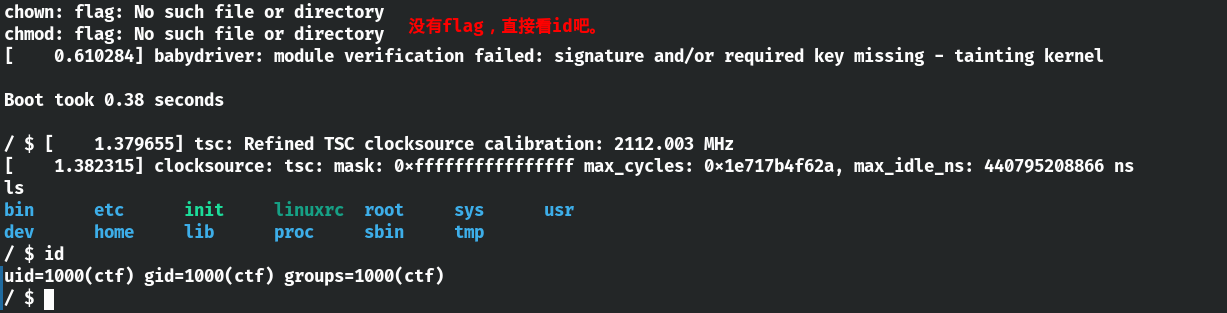 chown: flag: No such file or directory
没有flag，直接看id吧。
chmod: flag: No such file or directory
[    0.610284] babydriver: module verification failed: signature and/or required key missing - tainting kernel
Boot took 0.38 seconds
/ $ [    1.379655] tsc: Refined TSC clocksource calibration: 2112.003 MHz
[    1.382315] clocksource: tsc: mask: 0xffffffffffffffff max_cycles: 0x1e717b4f62a, max_idle_ns: 440795208866 ns
ls
bin      etc      init     linuxrc  root     sys      usr
dev      home     lib      proc     sbin     tmp
/ $ id
uid=1000(ctf) gid=1000(ctf) groups=1000(ctf)
/ $